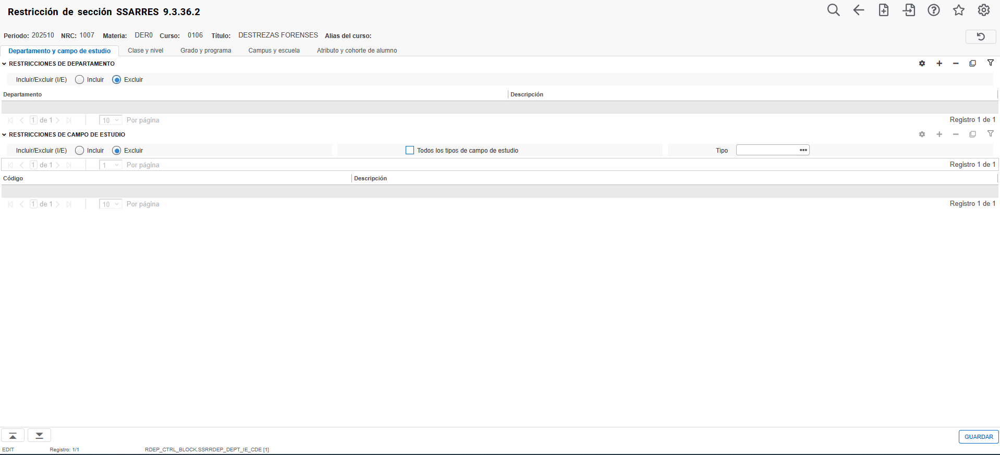 Restricción de sección SSARRES 9.3.36.2
Periodo: 202510 NRC: 1007 Materia: DER0 Curso: 0106 Título: DESTREZAS FORENSES Alias del curso:
Departamento y campo de estudio Clase y nivel Grado y programa Campus y escuela Atributo y cohorte de alumno
RESTRICCIONES DE DEPARTAMENTO
Incluir/Excluir (I/E) Incluir Excluir
Departamento Descripción
1 de 1 10 Por página Registro 1 de 1
RESTRICCIONES DE CAMPO DE ESTUDIO
Incluir/Excluir (I/E) Incluir Excluir Todos los tipos de campo de estudio Tipo
1 de 1 1 Por página Registro 1 de 1
Código Descripción
1 de 1 10 Por página Registro 1 de 1
GUARDAR
EDIT Registro: 1/1 RDEP_CTRL_BLOCK.SSRRDEP_DEPT_IE_CDE [1]